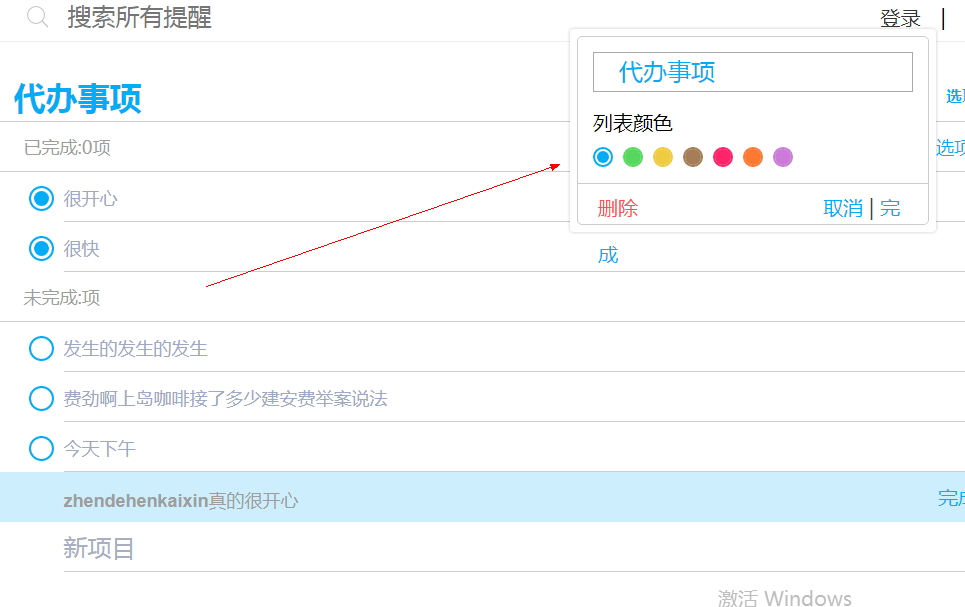 搜索所有提醒
登录 |
代办事项
代办事项
选
列表颜色
已完成:0项
选项
很开心
删除
取消 | 完
成
很快
未完成:项
发生的发生的发生
费劲啊上岛咖啡接了多少建安费举案说法
今天下午
zhendehenkaixin真的很开心
完成
新项目
激活 Windows